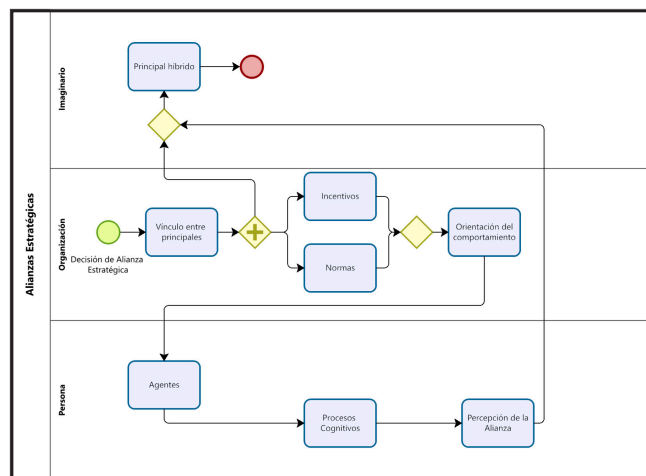 Alianzas Estratégicas
Imaginario
Principal híbrido
Organización
Decisión de Alianza
Estratégica
Vínculo entre
principales
Incentivos
Normas
Orientación del
comportamiento
Persona
Agentes
Procesos
Cognitivos
Percepción de la
Alianza